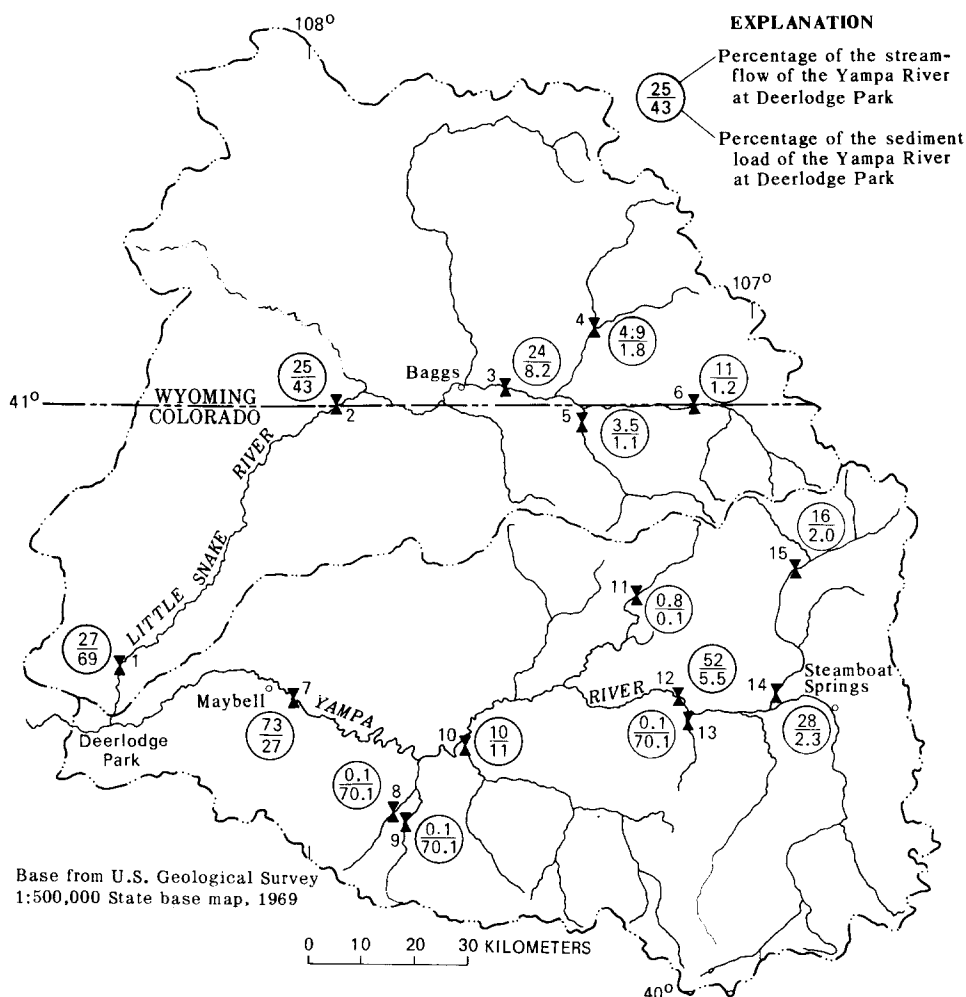 108°
EXPLANATION
Percentage of the stream-
flow of the Yampa River
at Deerlodge Park
25
43
Percentage of the sediment
load of the Yampa River
at Deerlodge Park
107°
4
4.9
1.8
25
43
Baggs
3
24
8.2
11
1.2
41°
WYOMING
COLORADO
2
5
6
3.5
1.1
LITTLE SNAKE RIVER
16
2.0
15
11
0.8
0.1
27
69
1
52
5.5
Steamboat
Springs
Maybell
7
YAMPA
RIVER
12
14
Deerlodge
Park
73
27
10
10
11
0.1
70.1
13
28
2.3
0.1
70.1
8
9
0.1
70.1
Base from U.S. Geological Survey
1:500,000 State base map, 1969
0 10 20 30 KILOMETERS
40°